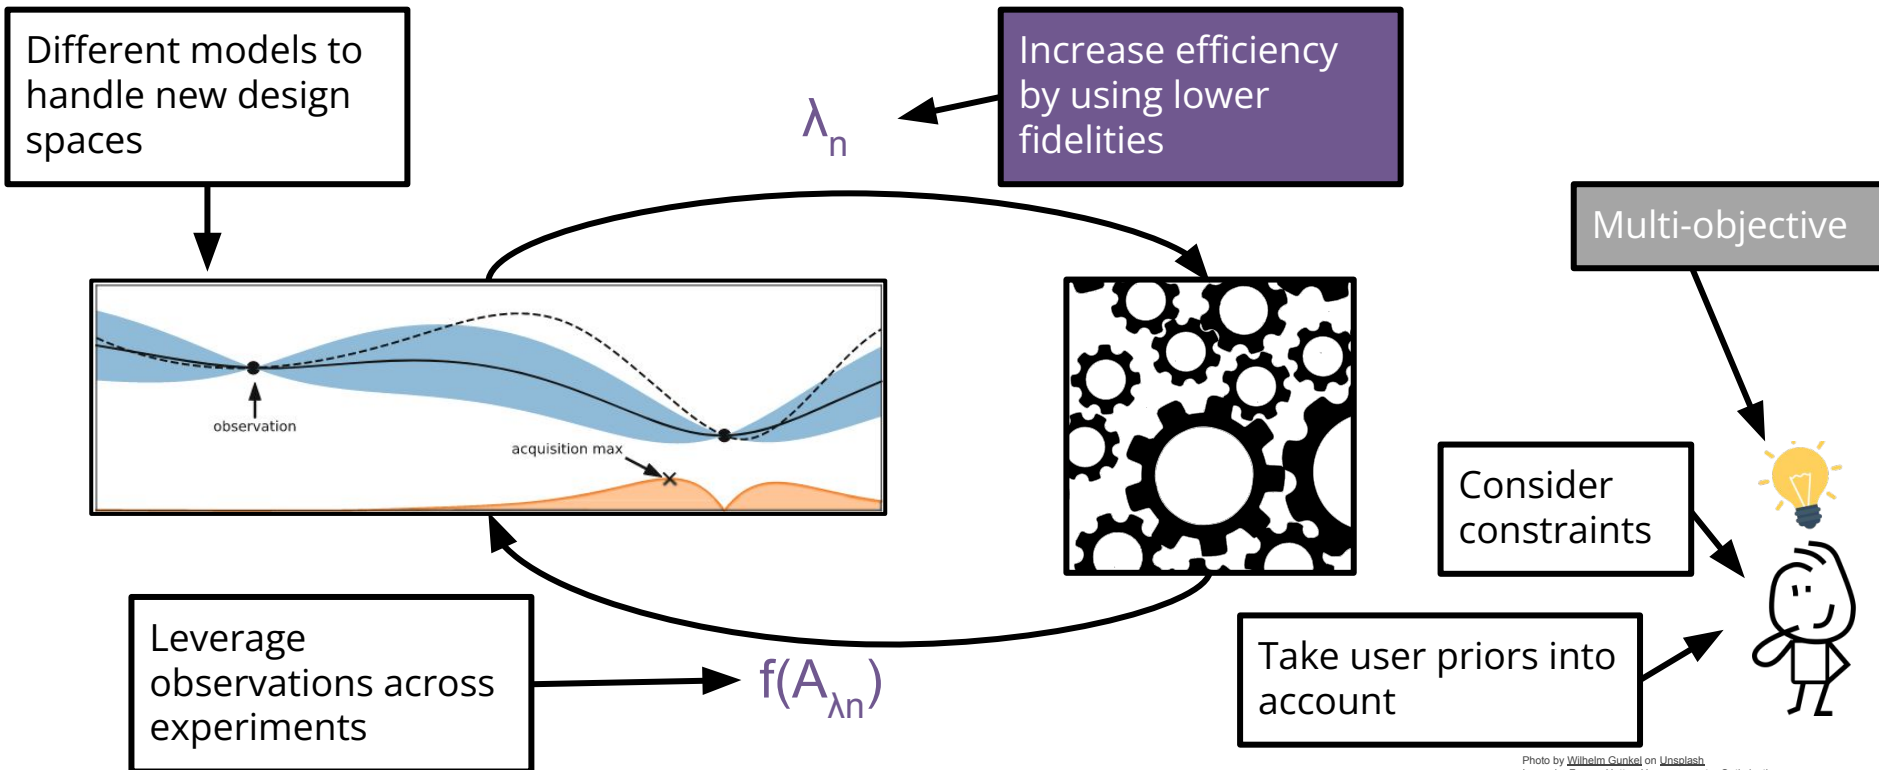 Different models to
handle new design
spaces
λn
Increase efficiency
by using lower
fidelities
Multi-objective
observation
acquisition max
Consider
constraints
Leverage
observations across
experiments
f(Aλn)
Take user priors into
account
Photo by Wilhelm Gunkel on Unsplash